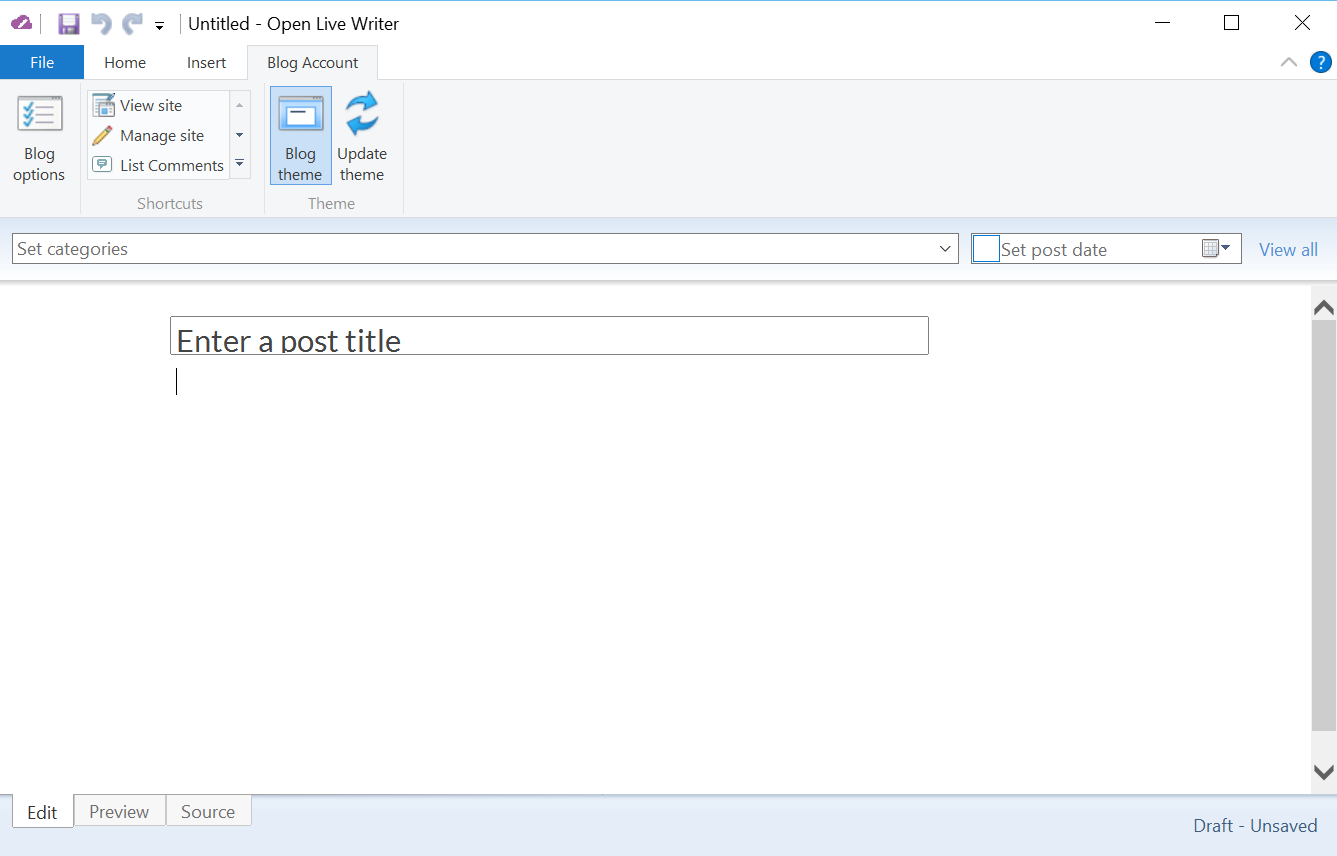 Untitled - Open Live Writer
File Home Insert Blog Account ?
Blog options
View site
Manage site
List Comments
Shortcuts
Blog theme
Update theme
Theme
Set categories
Set post date
View all
Enter a post title
Edit Preview Source
Draft - Unsaved